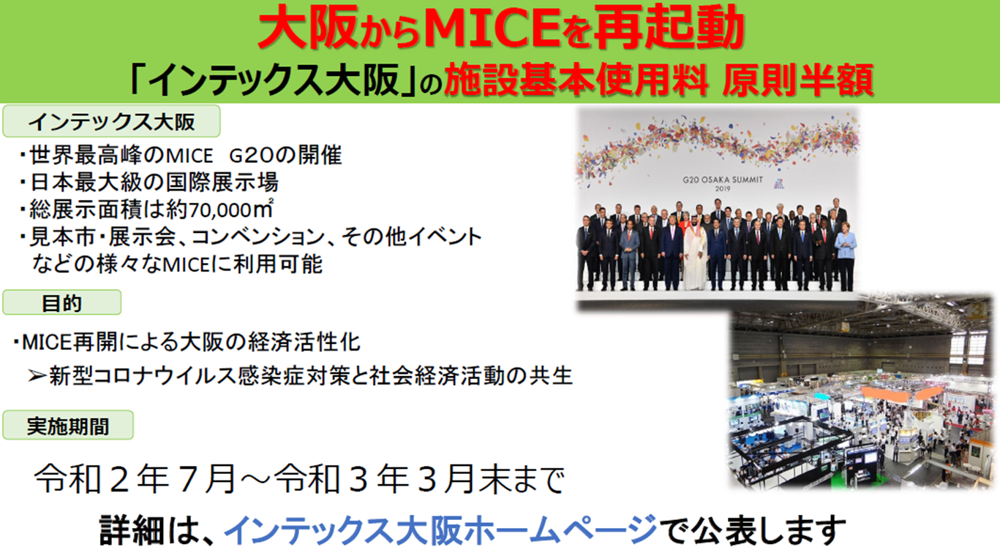 大阪からMICEを再起動
「インテックス大阪」の施設基本使用料 原則半額
インテックス大阪
・世界最高峰のMICE　G２０の開催
・日本最大級の国際展示場
・総展示面積は約70,000㎡
・見本市・展示会、コンベンション、その他イベント
などの様々なMICEに利用可能
G20 OSAKA SUMMIT
2019
目的
・MICE再開による大阪の経済活性化
➢新型コロナウイルス感染症対策と社会経済活動の共生
実施期間
令和２年７月～令和３年３月末まで
詳細は、インテックス大阪ホームページで公表します